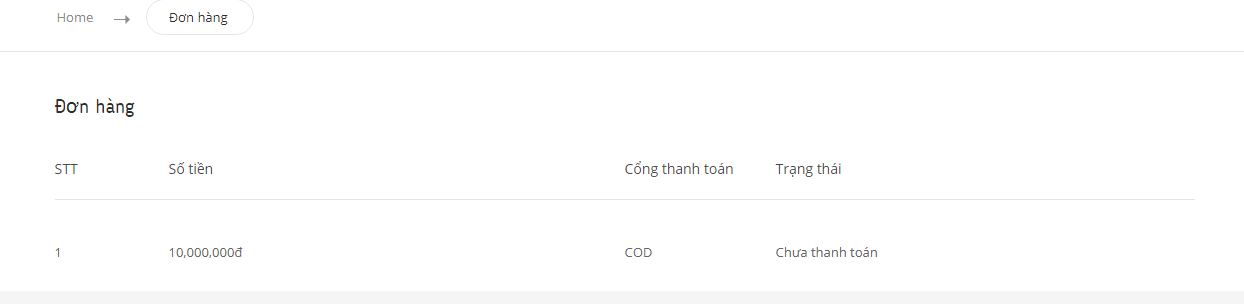 Home → Đơn hàng
Đơn hàng
STT Số tiền Cổng thanh toán Trạng thái
1 10,000,000đ COD Chưa thanh toán